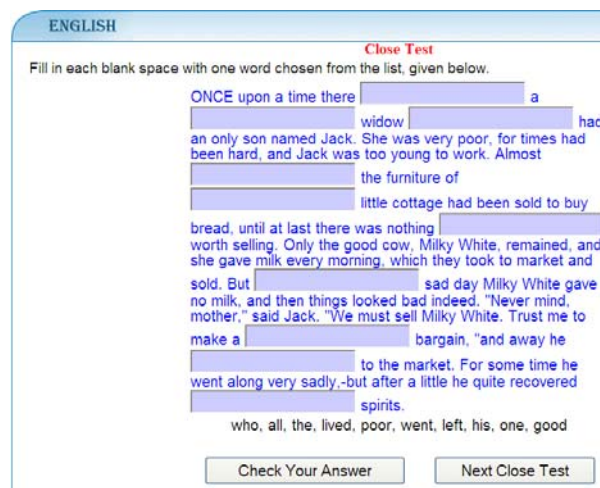 ENGLISH
Close Test
Fill in each blank space with one word chosen from the list, given below.
ONCE upon a time there a
widow had
an only son named Jack. She was very poor, for times had
been hard, and Jack was too young to work. Almost
the furniture of
little cottage had been sold to buy
bread, until at last there was nothing
worth selling. Only the good cow, Milky White, remained, and
she gave milk every morning, which they took to market and
sold. But sad day Milky White gave
no milk, and then things looked bad indeed. "Never mind,
mother," said Jack. "We must sell Milky White. Trust me to
make a bargain, "and away he
to the market. For some time he
went along very sadly,-but after a little he quite recovered
spirits.
who, all, the, lived, poor, went, left, his, one, good
Check Your Answer Next Close Test